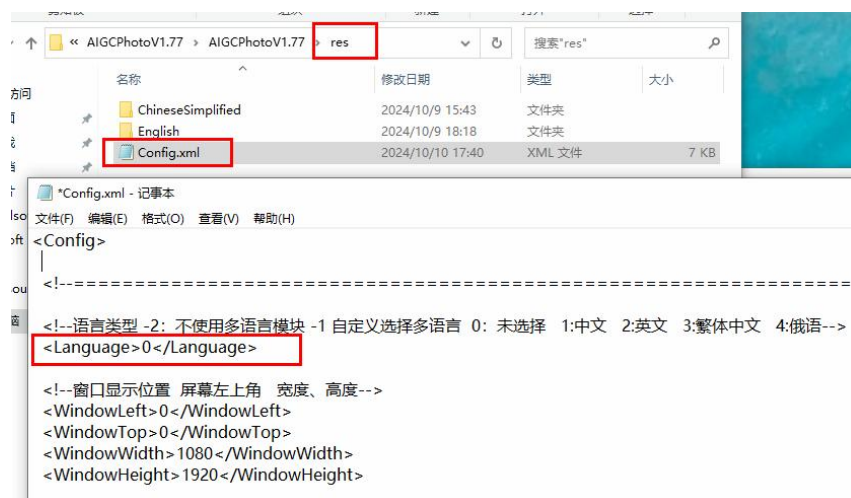 « AIGCPhotoV1.77 › AIGCPhotoV1.77 › res
搜索"res"
名称 修改日期 类型 大小
ChineseSimplified 2024/10/9 15:43 文件夹
English 2024/10/9 18:18 文件夹
Config.xml 2024/10/10 17:40 XML 文件 7 KB
*Config.xml - 记事本
文件(F) 编辑(E) 格式(O) 查看(V) 帮助(H)
<Config>
<!--================================================================
<!--语言类型 -2：不使用多语言模块 -1 自定义选择多语言 0：未选择 1:中文 2:英文 3:繁体中文 4:俄语-->
<Language>0</Language>
<!--窗口显示位置 屏幕左上角 宽度、高度-->
<WindowLeft>0</WindowLeft>
<WindowTop>0</WindowTop>
<WindowWidth>1080</WindowWidth>
<WindowHeight>1920</WindowHeight>